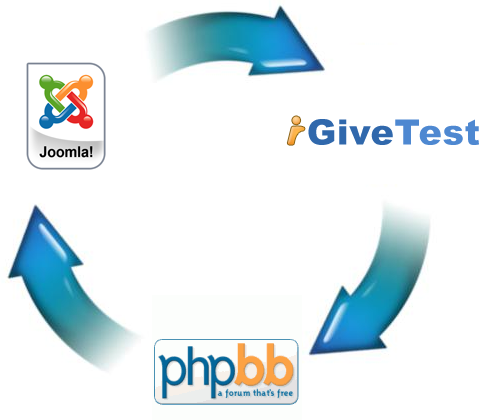 Joomla!
iGiveTest
phpbb
a forum that's free